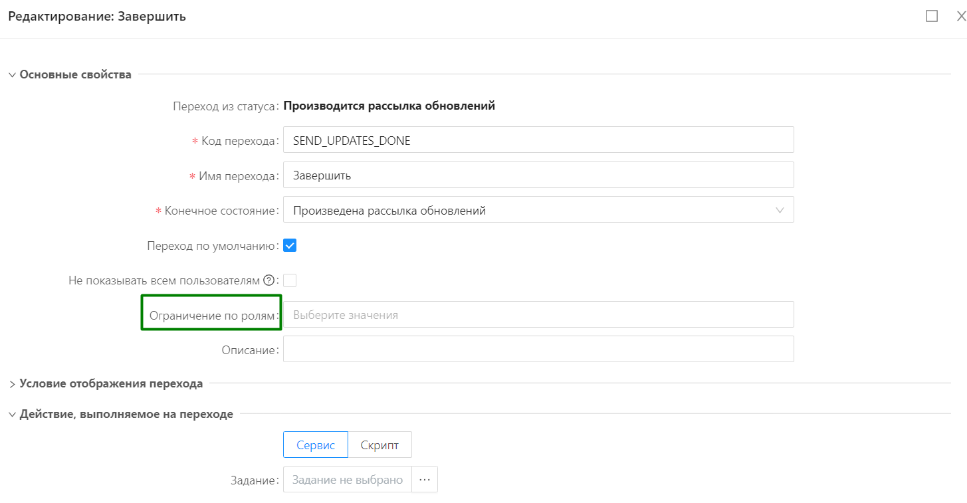 Редактирование: Завершить
Основные свойства
Переход из статуса: Производится рассылка обновлений
* Код перехода: SEND_UPDATES_DONE
* Имя перехода: Завершить
* Конечное состояние: Произведена рассылка обновлений
Переход по умолчанию:
Не показывать всем пользователям ? :
Ограничение по ролям: Выберите значения
Описание:
Условие отображения перехода
Действие, выполняемое на переходе
Сервис Скрипт
Задание: Задание не выбрано ...